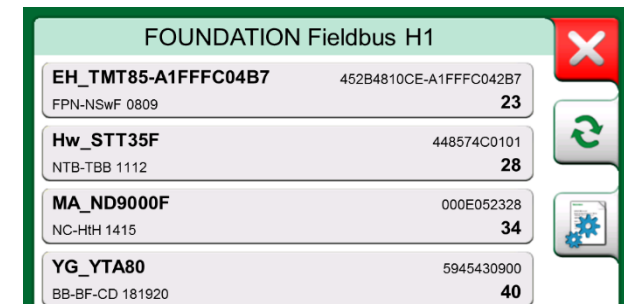 FOUNDATION Fieldbus H1
EH_TMT85-A1FFFC04B7 452B4810CE-A1FFFC042B7
FPN-NSwF 0809 23
Hw_STT35F 448574C0101
NTB-TBB 1112 28
MA_ND9000F 000E052328
NC-HtH 1415 34
YG_YTA80 5945430900
BB-BF-CD 181920 40